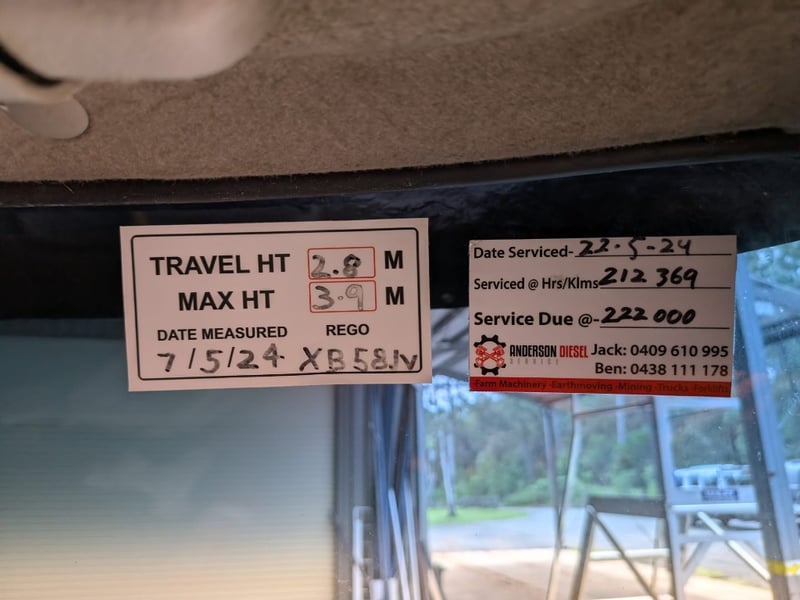 TRAVEL HT 2.8 M
MAX HT 3.9 M
DATE MEASURED REGO
7/5/24 XB58IV
Date Serviced- 22-5-24
Serviced @ Hrs/Klms 212 369
Service Due @- 222 000
ANDERSON DIESEL
SERVICE
Jack: 0409 610 995
Ben: 0438 111 178
-Farm Machinery -Earthmoving -Mining -Trucks -Forklifts